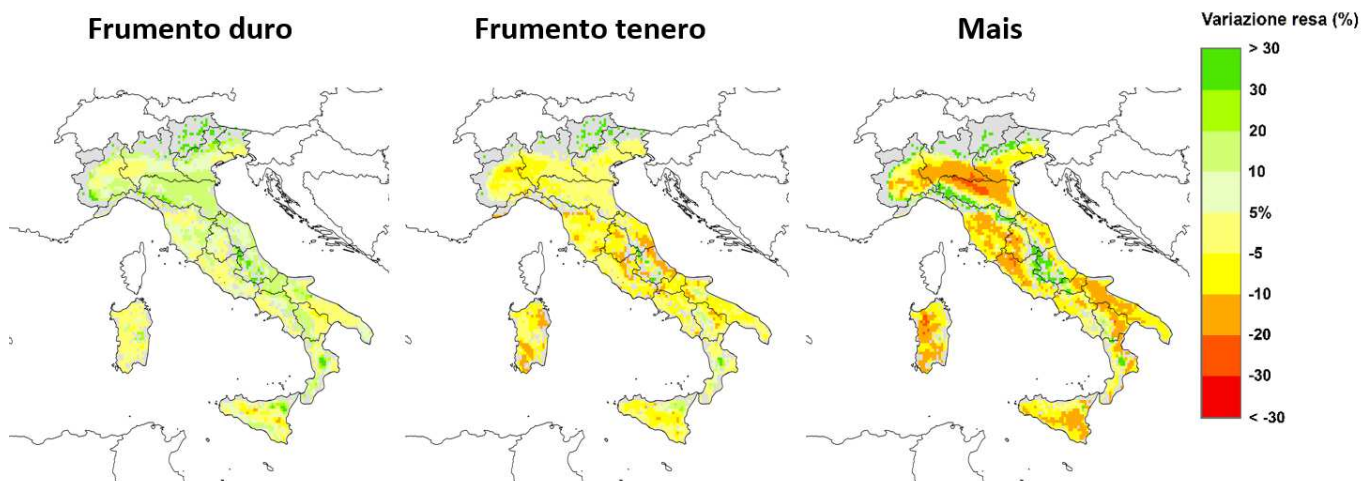 Frumento duro
Frumento tenero
Mais
Variazione resa (%)
> 30
30
20
10
5%
-5
-10
-20
-30
< -30